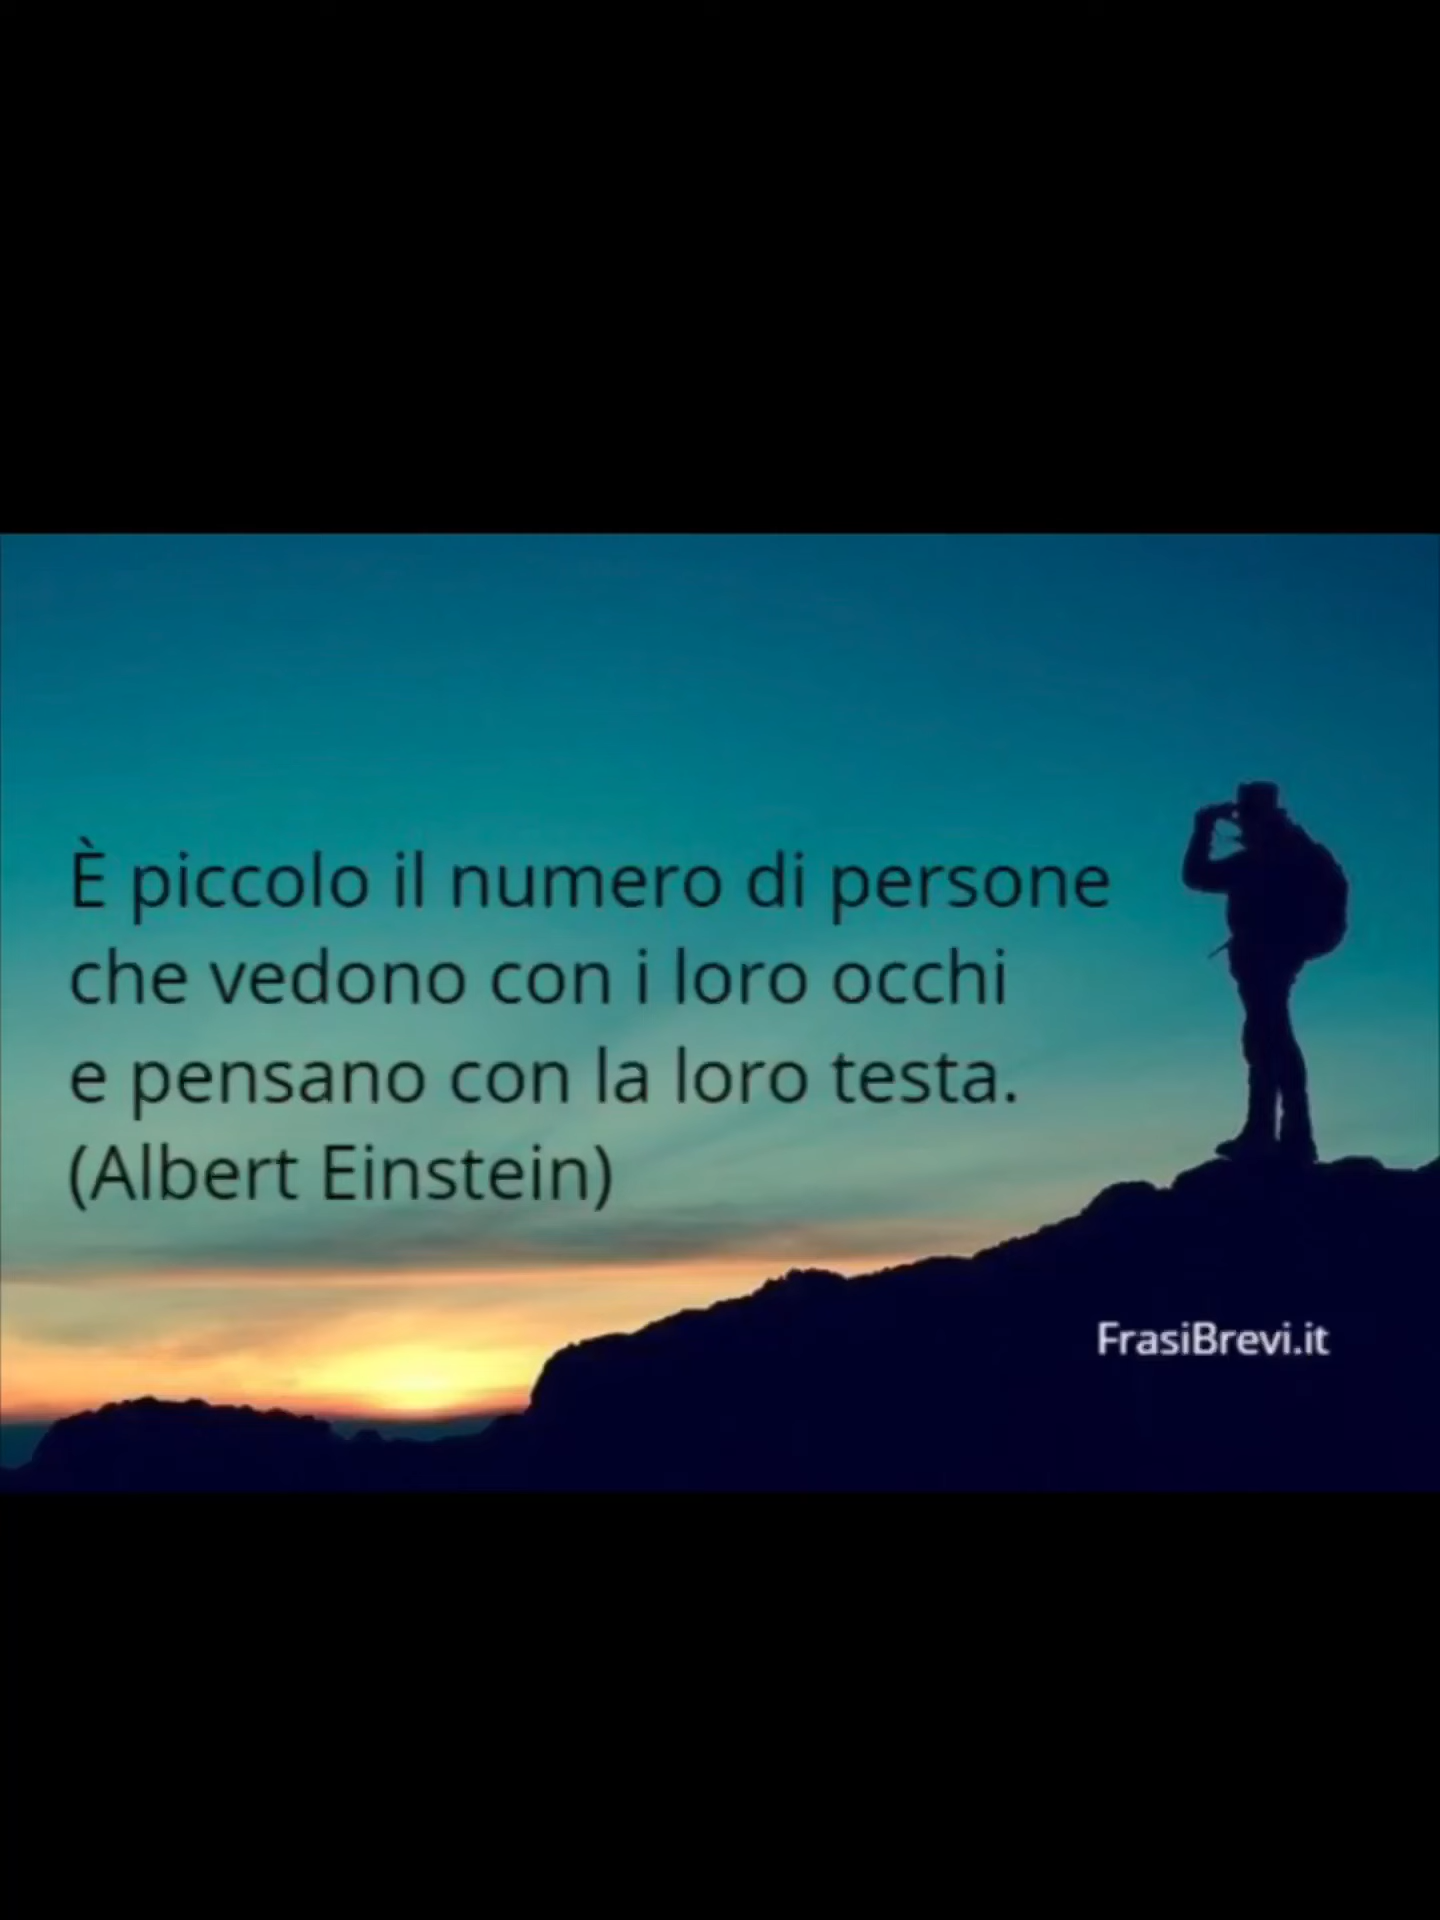 È piccolo il numero di persone
che vedono con i loro occhi
e pensano con la loro testa.
(Albert Einstein)
FrasiBrevi.it